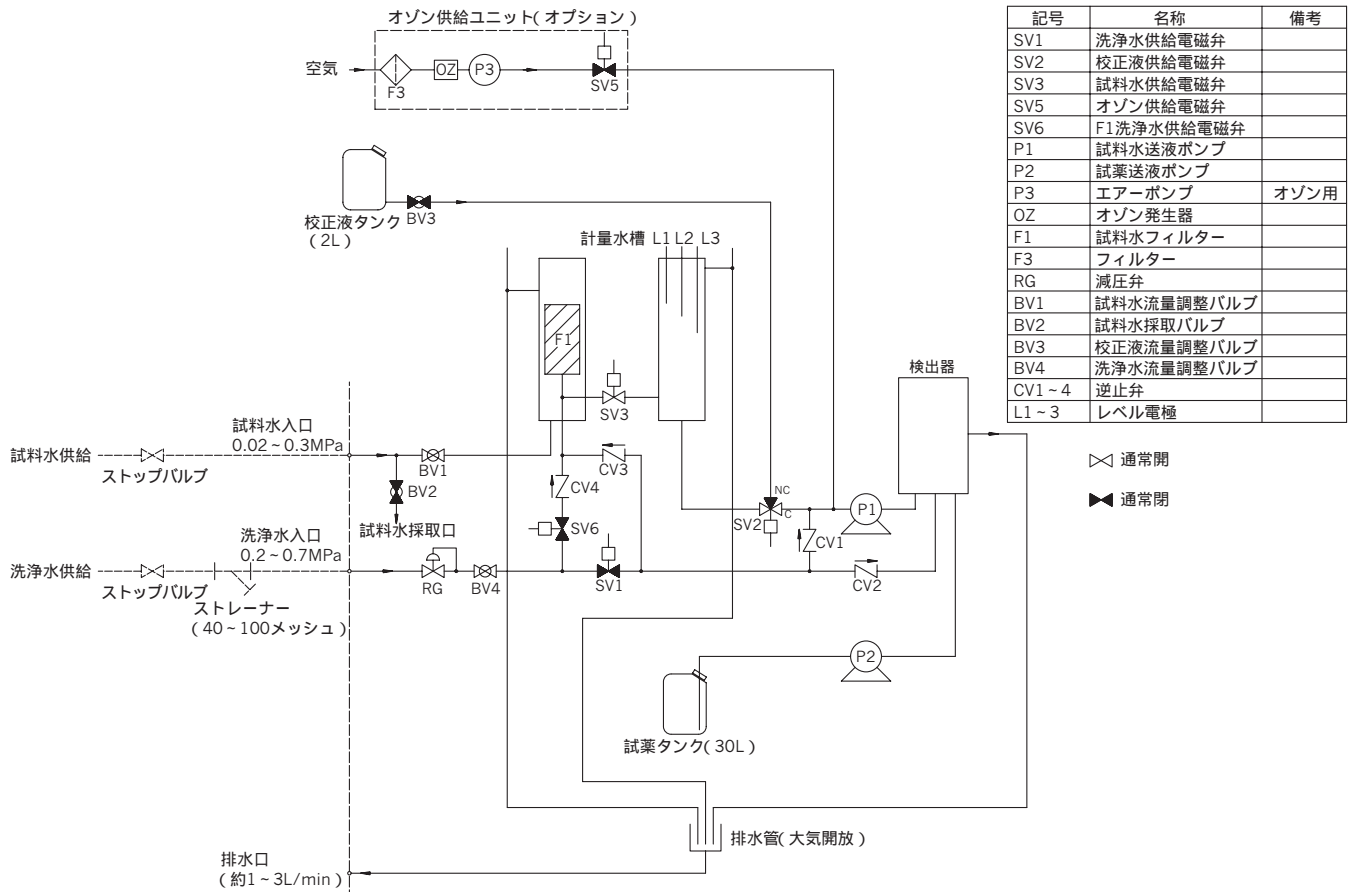 オゾン供給ユニット(オプション)
空気
F3
OZ
P3
SV5
校正液タンク
(2L)
BV3
計量水槽 L1 L2 L3
F1
SV3
検出器
試料水入口
0.02~0.3MPa
試料水供給
ストップバルブ
BV1
BV2
試料水採取口
CV3
CV4
SV6
NC
C
SV2
P1
CV1
洗浄水入口
0.2~0.7MPa
洗浄水供給
ストップバルブ
ストレーナー
(40~100メッシュ)
RG
BV4
SV1
CV2
P2
試薬タンク(30L)
排水管(大気開放)
排水口
(約1~3L/min)
記号 名称 備考
SV1 洗浄水供給電磁弁
SV2 校正液供給電磁弁
SV3 試料水供給電磁弁
SV5 オゾン供給電磁弁
SV6 F1洗浄水供給電磁弁
P1 試料水送液ポンプ
P2 試薬送液ポンプ
P3 エアーポンプ オゾン用
OZ オゾン発生器
F1 試料水フィルター
F3 フィルター
RG 減圧弁
BV1 試料水流量調整バルブ
BV2 試料水採取バルブ
BV3 校正液流量調整バルブ
BV4 洗浄水流量調整バルブ
CV1~4 逆止弁
L1~3 レベル電極
通常開
通常閉